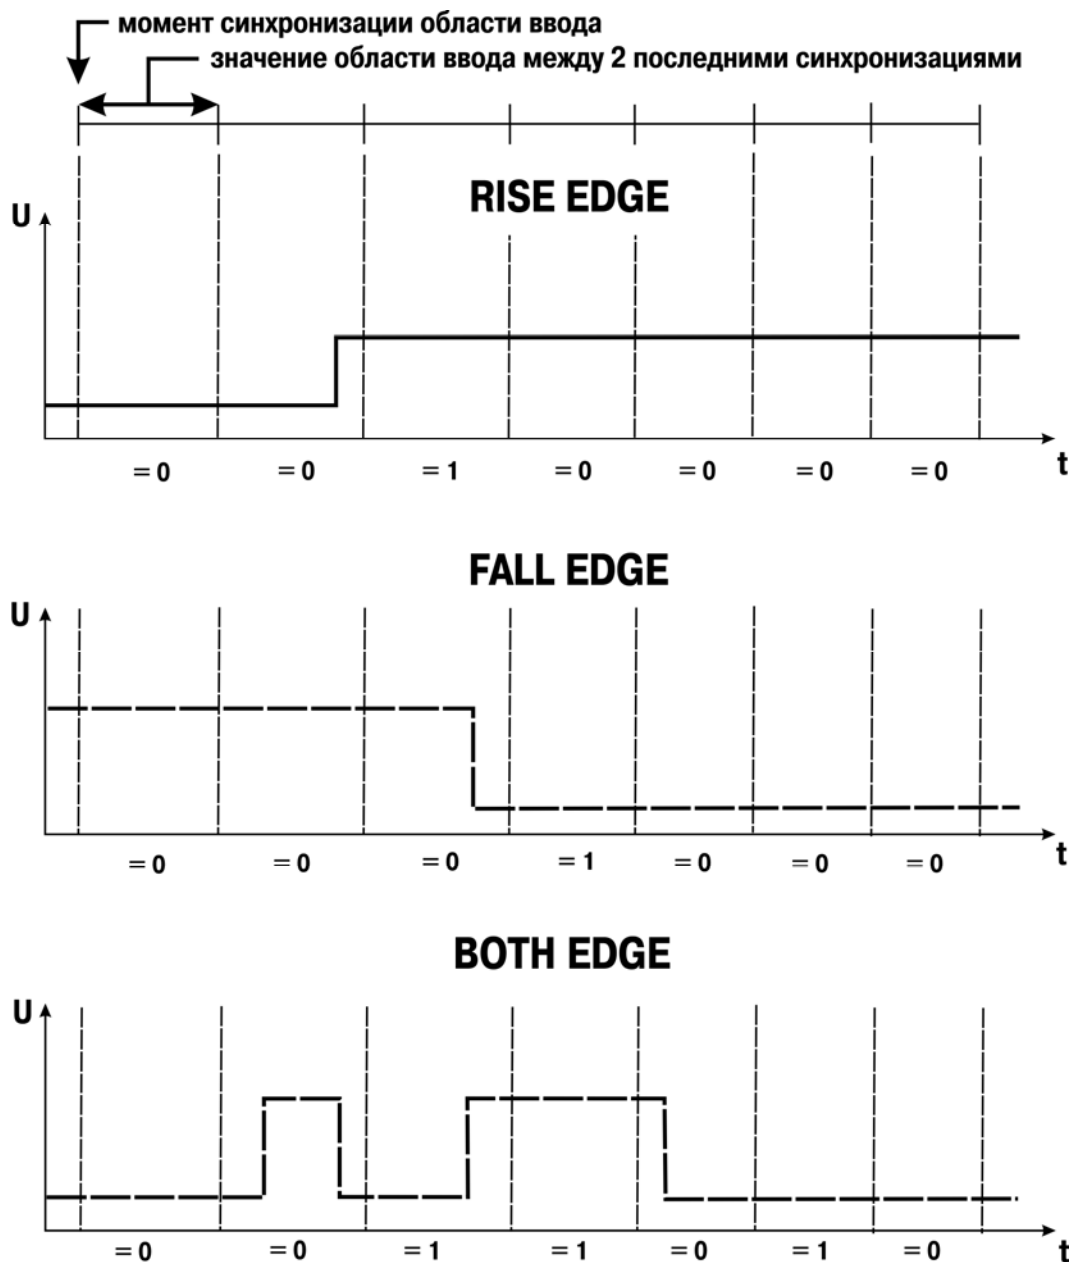 момент синхронизации области ввода
значение области ввода между 2 последними синхронизациями
RISE EDGE
U
=0 =0 =1 =0 =0 =0 =0
t
FALL EDGE
U
=0 =0 =0 =1 =0 =0 =0
t
BOTH EDGE
U
=0 =0 =1 =1 =0 =1 =0
t